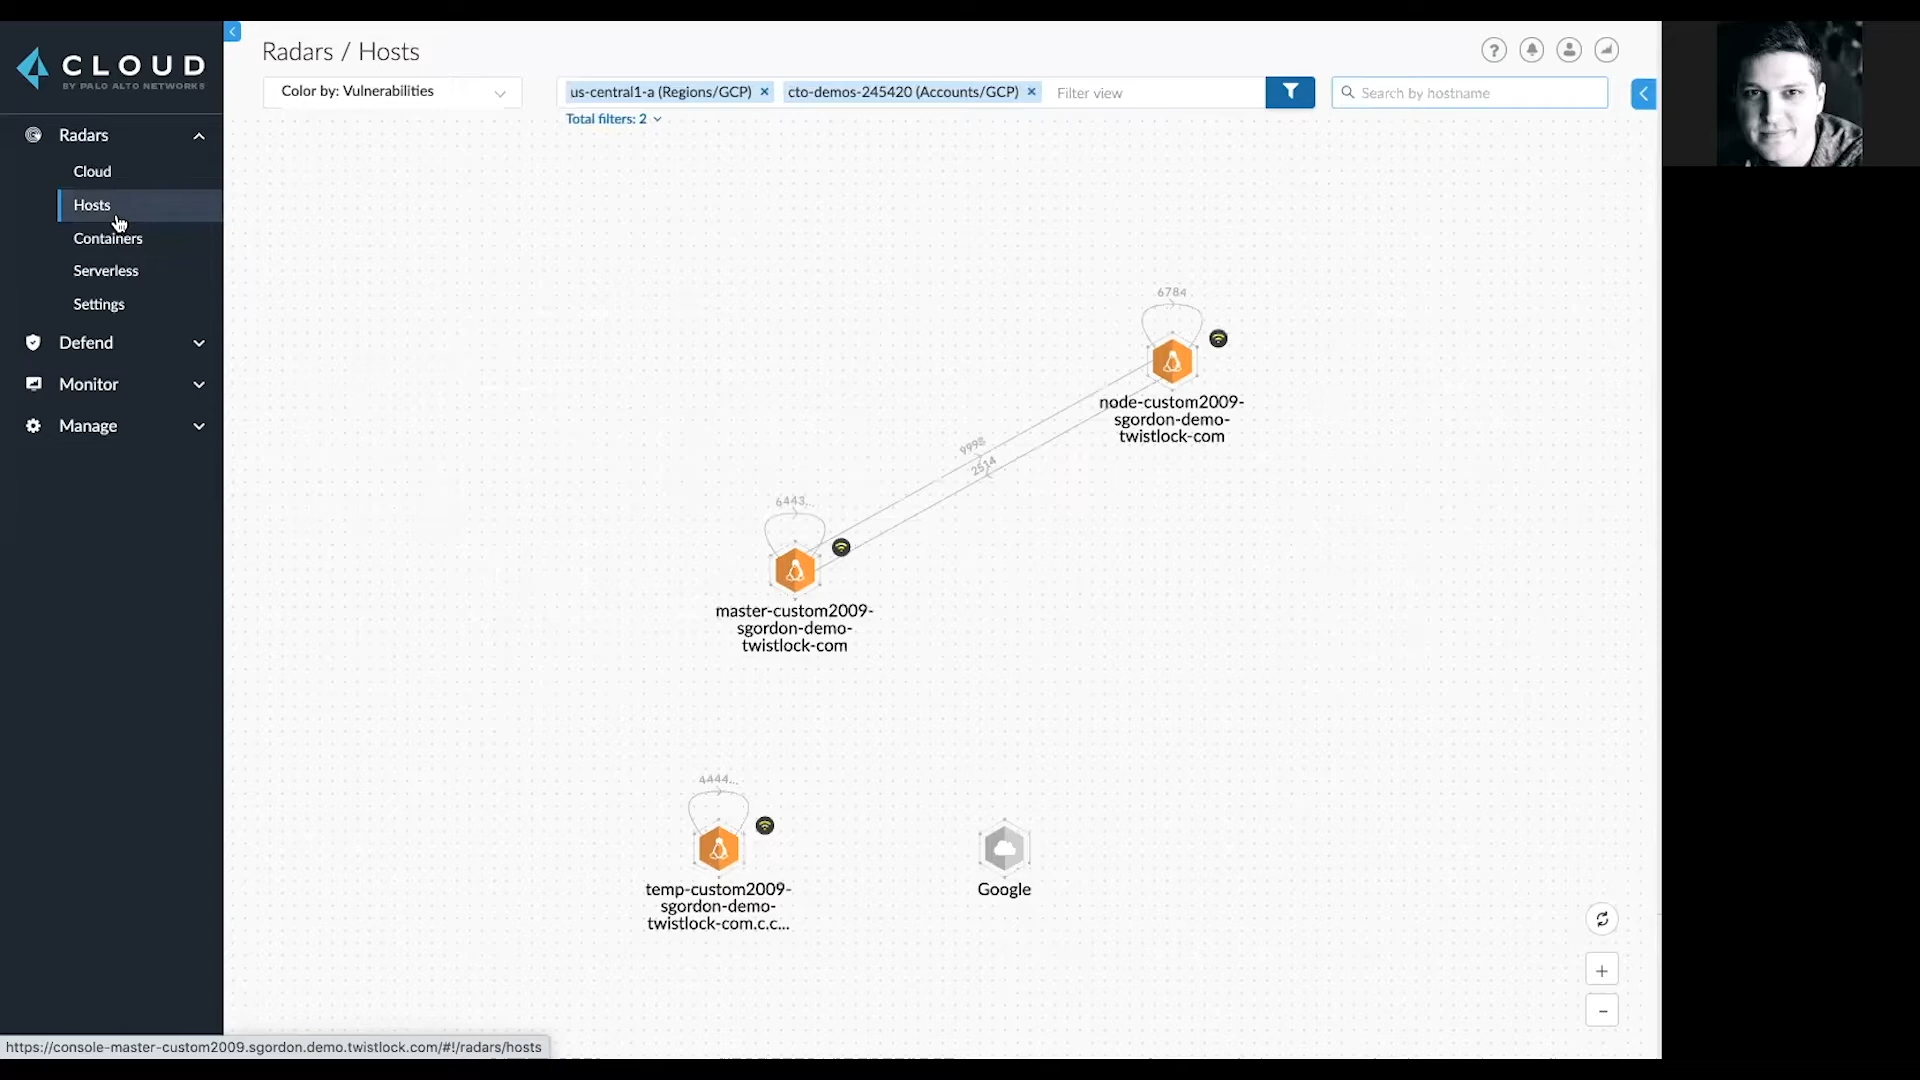 CLOUD
BY PALO ALTO NETWORKS
Radars
Cloud
Hosts
Containers
Serverless
Settings
Defend
Monitor
Manage
Radars / Hosts
Color by: Vulnerabilities
us-central1-a (Regions/GCP) × cto-demos-245420 (Accounts/GCP) × Filter view
Search by hostname
Total filters: 2
6784
node-custom2009-
sgordon-demo-
twistlock-com
9998
2514
6443...
master-custom2009-
sgordon-demo-
twistlock-com
4444...
temp-custom2009-
sgordon-demo-
twistlock-com.c.c...
Google
https://console-master-custom2009.sgordon.demo.twistlock.com/#!/radars/hosts